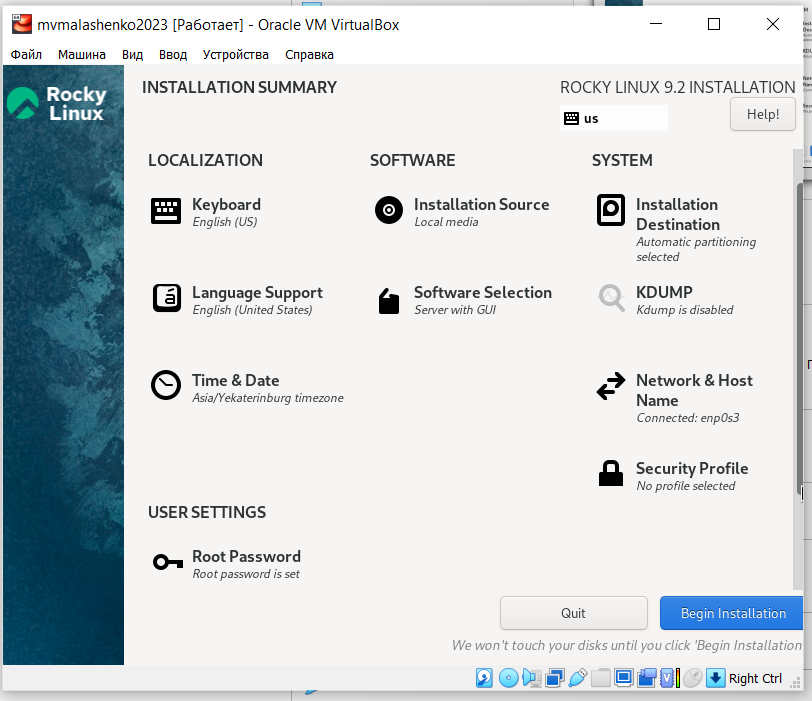 mvmalashenko2023 [Работает] - Oracle VM VirtualBox
Файл Машина Вид Ввод Устройства Справка
Rocky
Linux
INSTALLATION SUMMARY
ROCKY LINUX 9.2 INSTALLATION
us
Help!
LOCALIZATION
Keyboard
English (US)
Language Support
English (United States)
Time & Date
Asia/Yekaterinburg timezone
SOFTWARE
Installation Source
Local media
Software Selection
Server with GUI
SYSTEM
Installation
Destination
Automatic partitioning
selected
KDUMP
Kdump is disabled
Network & Host
Name
Connected: enp0s3
Security Profile
No profile selected
USER SETTINGS
Root Password
Root password is set
Quit
Begin Installation
We won't touch your disks until you click 'Begin Installation
Right Ctrl